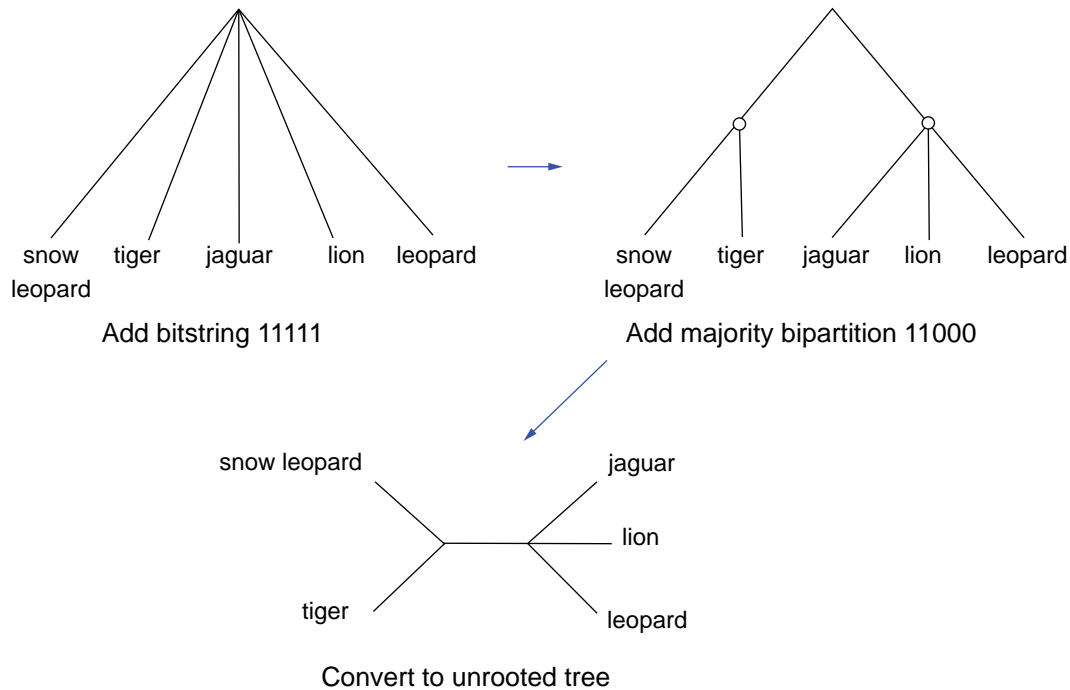 snow tiger jaguar lion leopard
leopard
Add bitstring 11111
snow tiger jaguar lion leopard
leopard
Add majority bipartition 11000
snow leopard
jaguar
lion
tiger
leopard
Convert to unrooted tree